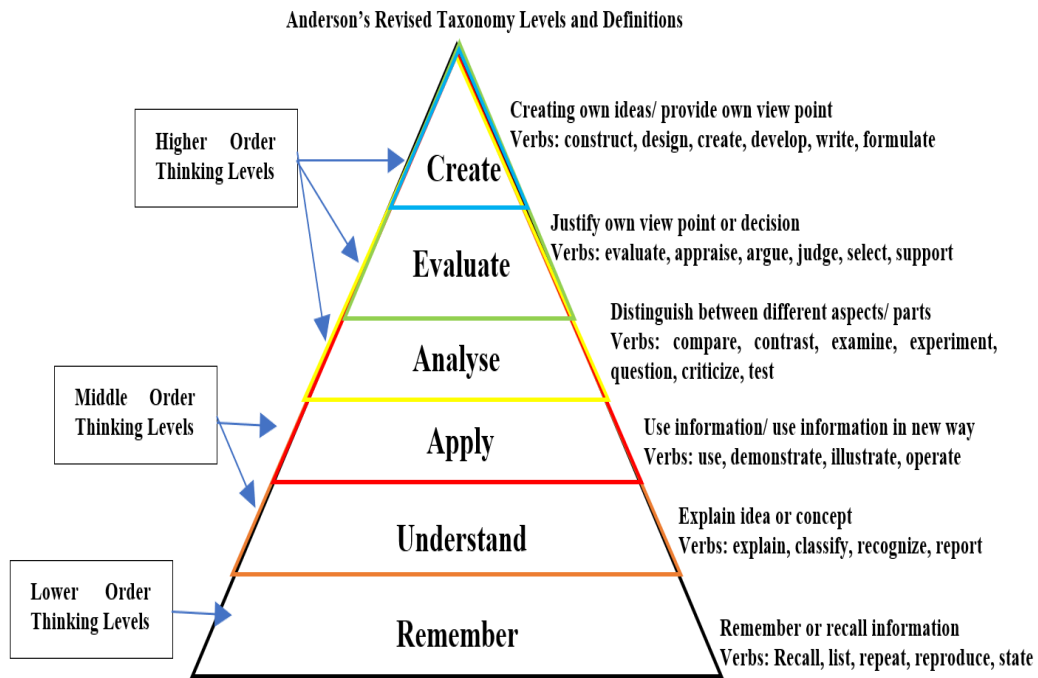 Anderson’s Revised Taxonomy Levels and Definitions
Creating own ideas/ provide own view point
Verbs: construct, design, create, develop, write, formulate
Higher Order
Thinking Levels
Create
Justify own view point or decision
Verbs: evaluate, appraise, argue, judge, select, support
Evaluate
Distinguish between different aspects/ parts
Verbs: compare, contrast, examine, experiment,
question, criticize, test
Analyse
Middle Order
Thinking Levels
Apply
Use information/ use information in new way
Verbs: use, demonstrate, illustrate, operate
Explain idea or concept
Verbs: explain, classify, recognize, report
Understand
Lower Order
Thinking Levels
Remember
Remember or recall information
Verbs: Recall, list, repeat, reproduce, state